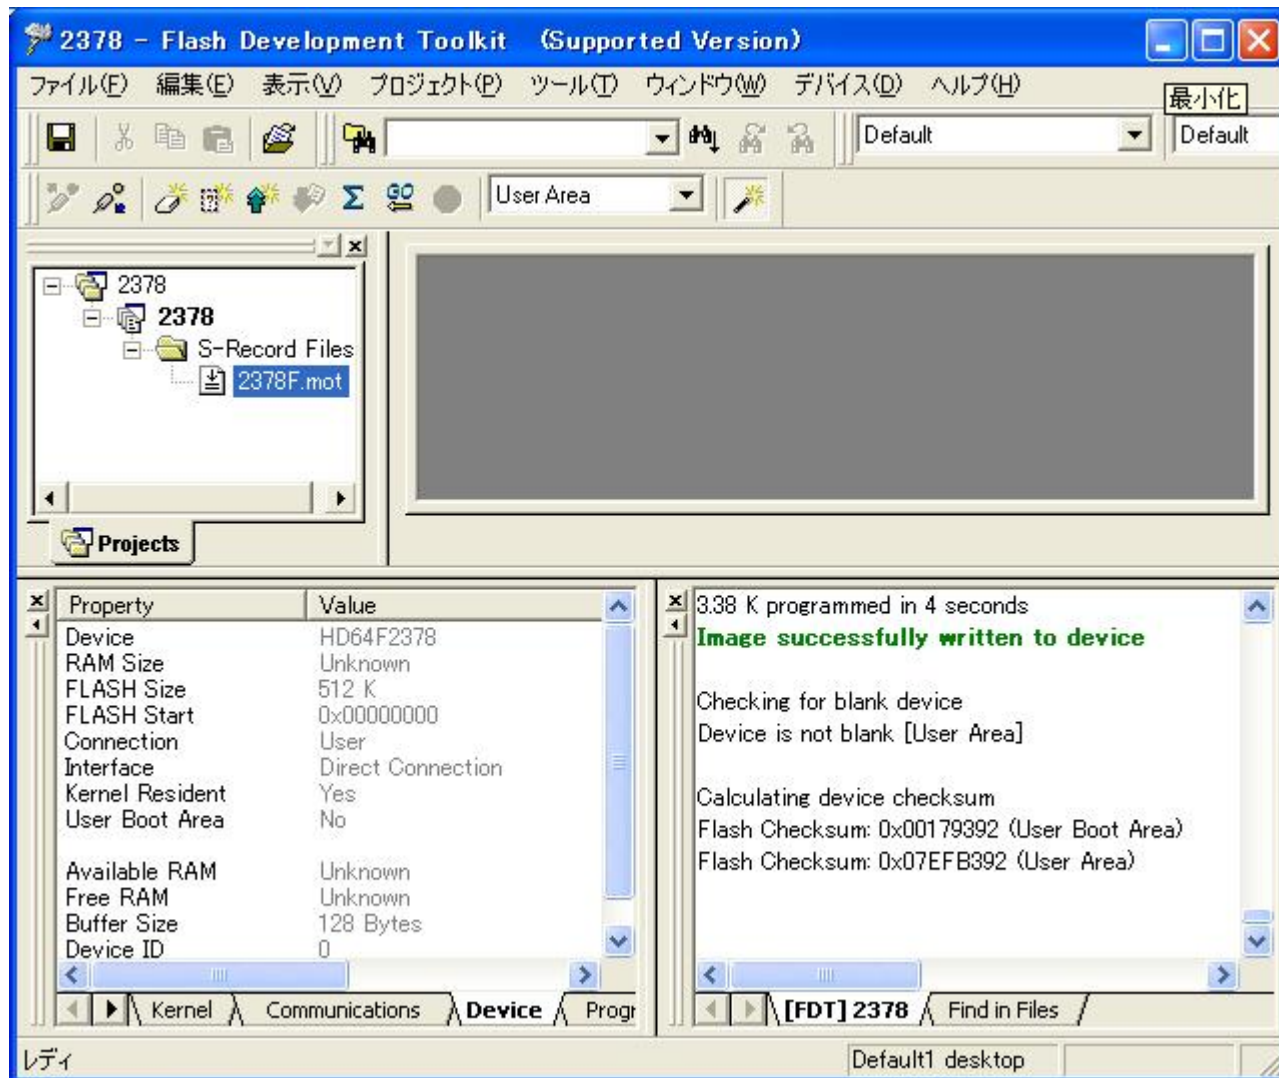 2378 - Flash Development Toolkit (Supported Version)
ファイル(F) 編集(E) 表示(V) プロジェクト(P) ツール(T) ウィンドウ(W) デバイス(D) ヘルプ(H)
最小化
Default
Default
GO
User Area
2378
2378
S-Record Files
2378F.mot
Projects
Property Value
Device HD64F2378
RAM Size Unknown
FLASH Size 512 K
FLASH Start 0x00000000
Connection User
Interface Direct Connection
Kernel Resident Yes
User Boot Area No
Available RAM Unknown
Free RAM Unknown
Buffer Size 128 Bytes
Device ID 0
Kernel Communications Device Progr
3.38 K programmed in 4 seconds
Image successfully written to device
Checking for blank device
Device is not blank [User Area]
Calculating device checksum
Flash Checksum: 0x00179392 (User Boot Area)
Flash Checksum: 0x07EFB392 (User Area)
[FDT] 2378 Find in Files
レディ
Default1 desktop